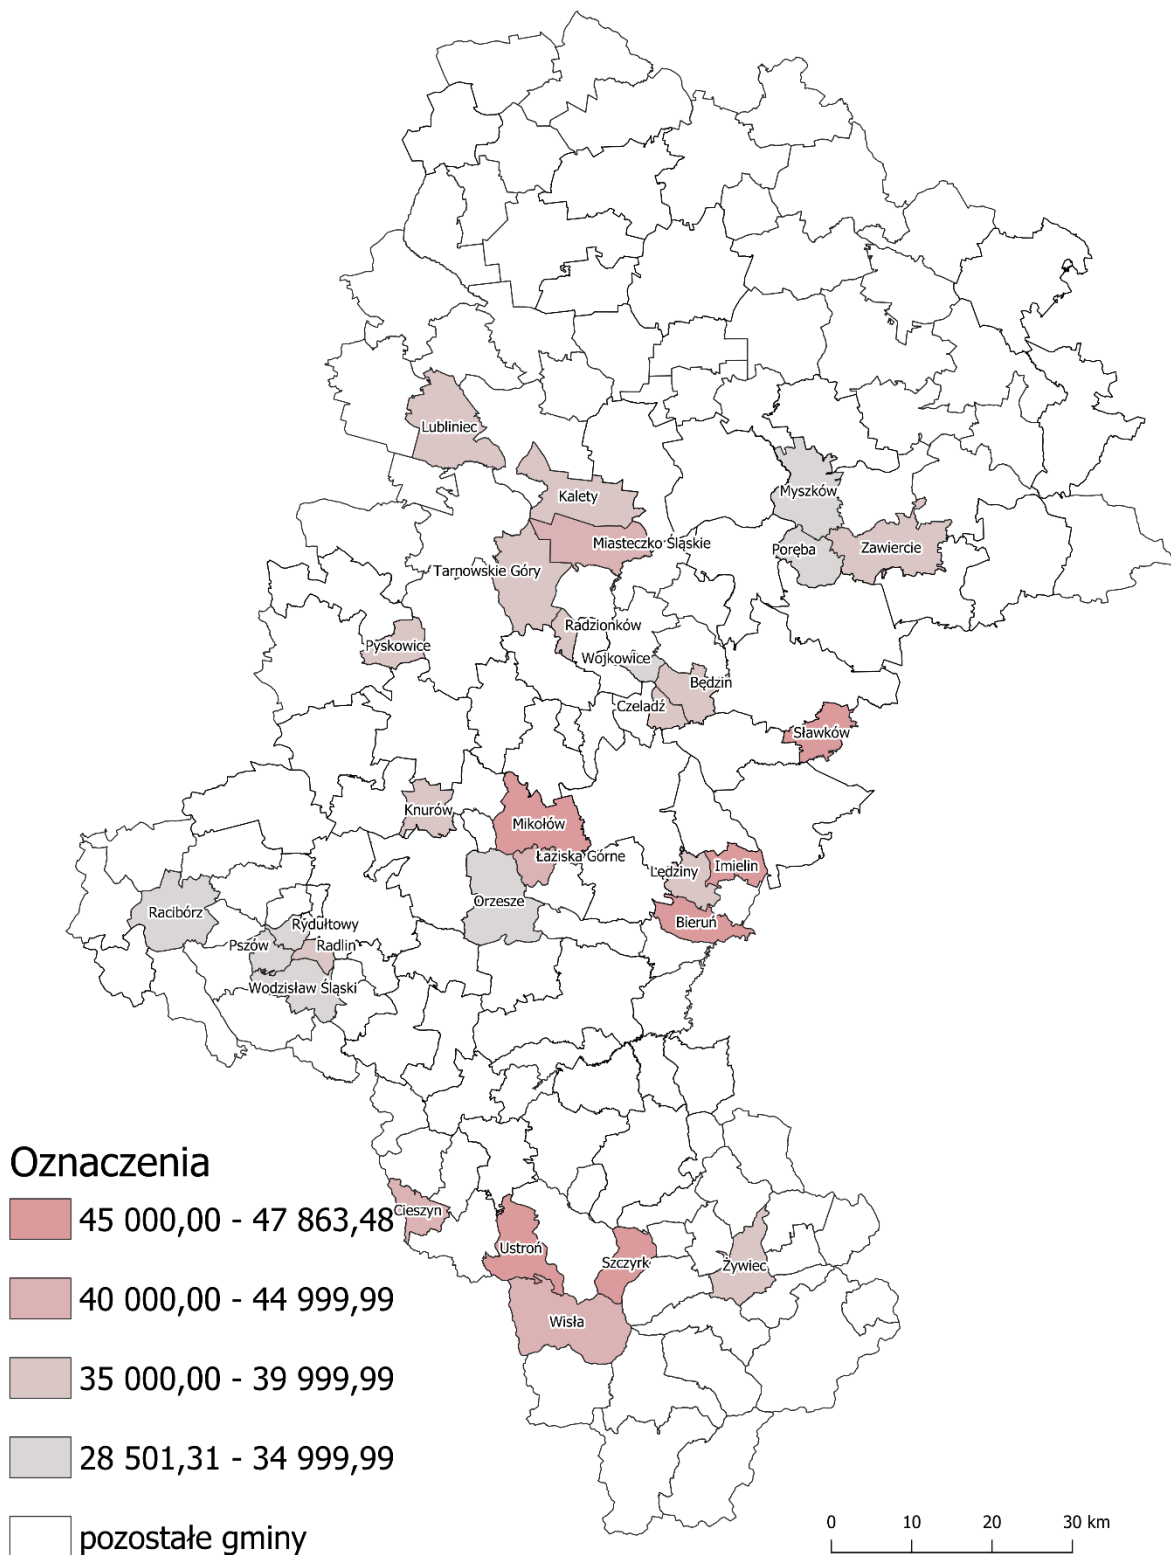 Lubliniec
Kalety
Myszków
Miasteczko Śląskie
Poręba
Zawiercie
Tarnowskie Góry
Radzionków
Pyskowice
Wojkowice
Będzin
Czeladź
Sławków
Knurów
Mikołów
Łaziska Górne
Lędziny
Imielin
Orzesze
Racibórz
Bieruń
Rydułtowy
Pszów
Radlin
Wodzisław Śląski
Cieszyn
Ustroń
Szczyrk
Żywiec
Wisła
Oznaczenia
45 000,00 - 47 863,48
40 000,00 - 44 999,99
35 000,00 - 39 999,99
28 501,31 - 34 999,99
pozostałe gminy
0 10 20 30 km